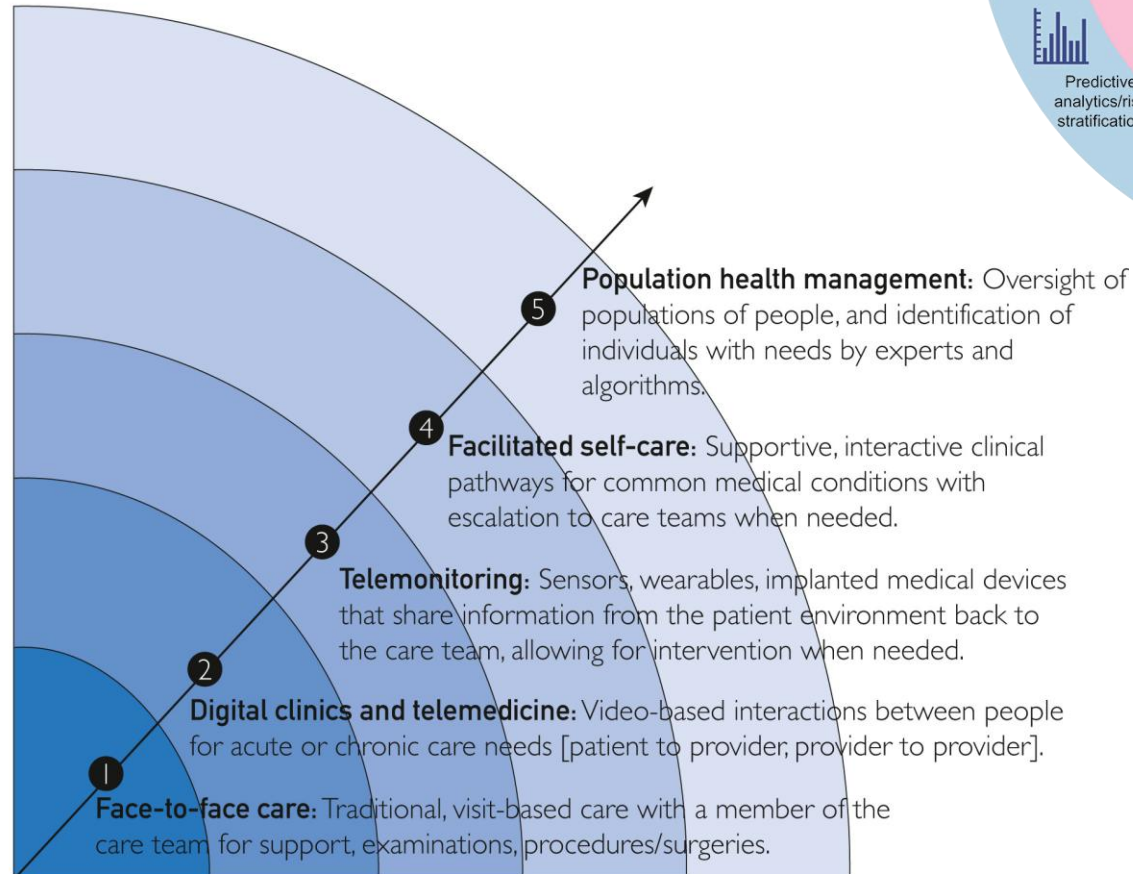 Predictive
analytics/ris
stratification
5
Population health management: Oversight of
populations of people, and identification of
individuals with needs by experts and
algorithms.
4
Facilitated self-care: Supportive, interactive clinical
pathways for common medical conditions with
escalation to care teams when needed.
3
Telemonitoring: Sensors, wearables, implanted medical devices
that share information from the patient environment back to
the care team, allowing for intervention when needed.
2
Digital clinics and telemedicine: Video-based interactions between people
for acute or chronic care needs [patient to provider, provider to provider].
1
Face-to-face care: Traditional, visit-based care with a member of the
care team for support, examinations, procedures/surgeries.